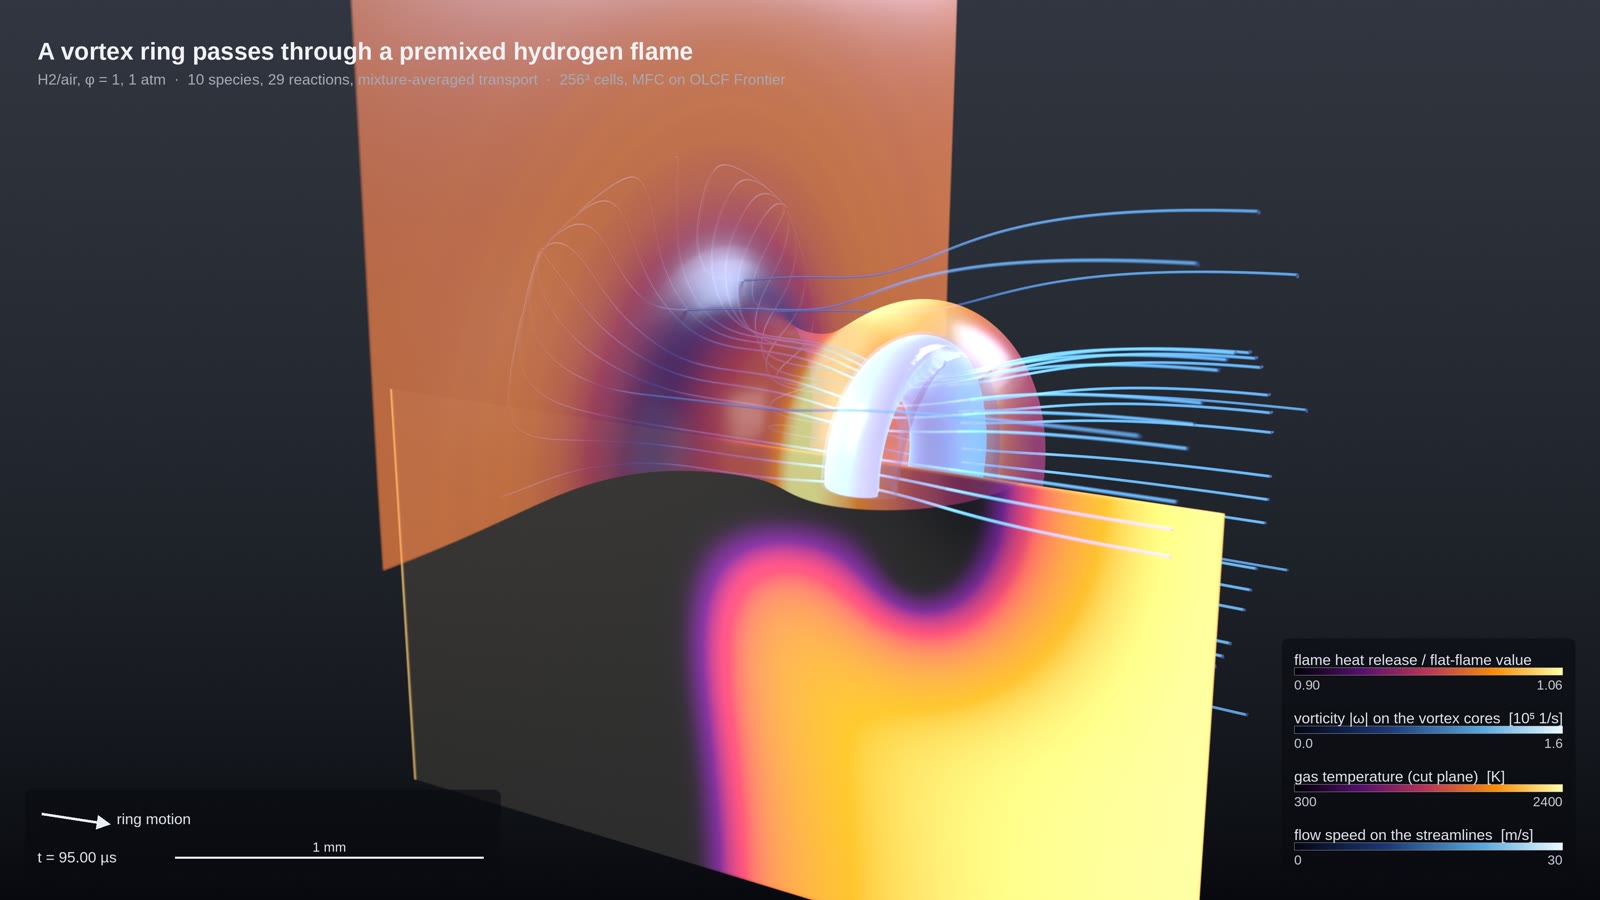 A vortex ring passes through a premixed hydrogen flame
H2/air, φ = 1, 1 atm · 10 species, 29 reactions, mixture-averaged transport · 256³ cells, MFC on OLCF Frontier
flame heat release / flat-flame value
0.90 1.06
vorticity |ω| on the vortex cores [10⁵ 1/s]
0.0 1.6
gas temperature (cut plane) [K]
300 2400
flow speed on the streamlines [m/s]
0 30
ring motion
1 mm
t = 95.00 µs